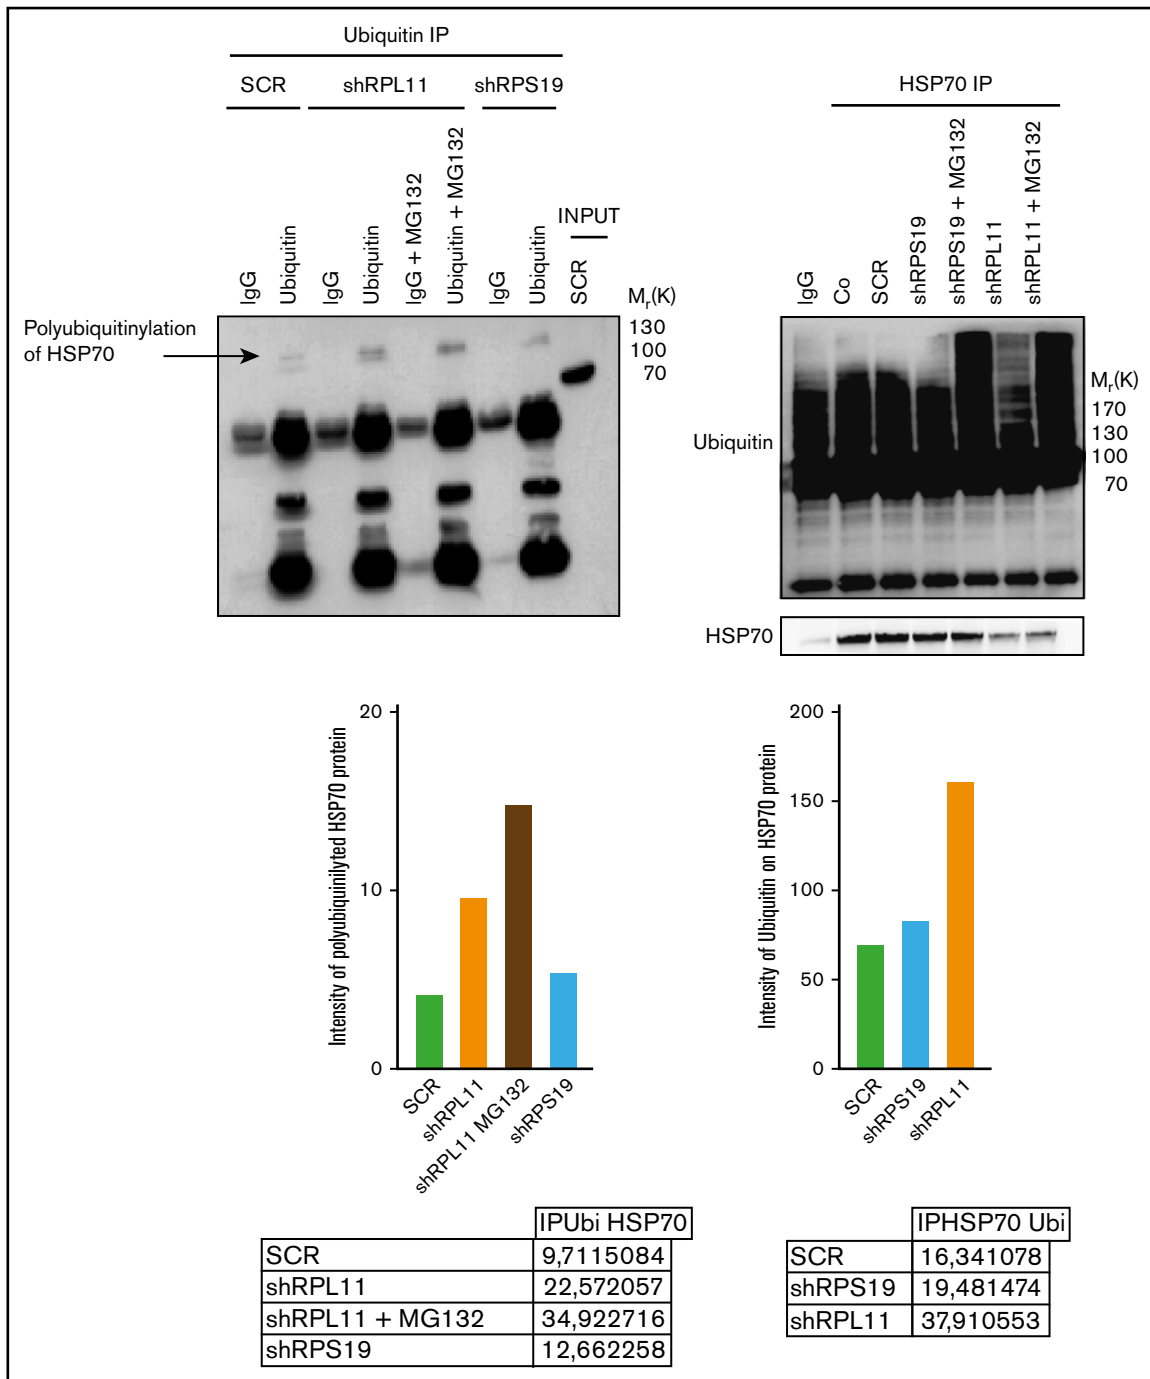 Ubiquitin IP
SCR
shRPL11
shRPS19
IgG
Ubiquitin
IgG
Ubiquitin
IgG + MG132
Ubiquitin + MG132
IgG
Ubiquitin
INPUT
SCR
Mr(K)
130
100
70
Polyubiquitinylation
of HSP70
HSP70 IP
IgG
Co
SCR
shRPS19
shRPS19 + MG132
shRPL11
shRPL11 + MG132
Mr(K)
170
130
100
70
Ubiquitin
HSP70
Intensity of polyubiquinilyted HSP70 protein
20
10
0
SCR
shRPL11
shRPL11 MG132
shRPS19
Intensity of Ubiquitin on HSP70 protein
200
150
100
50
0
SCR
shRPS19
shRPL11
IPUbi HSP70
SCR 9,7115084
shRPL11 22,572057
shRPL11 + MG132 34,922716
shRPS19 12,662258
IPHSP70 Ubi
SCR 16,341078
shRPS19 19,481474
shRPL11 37,910553